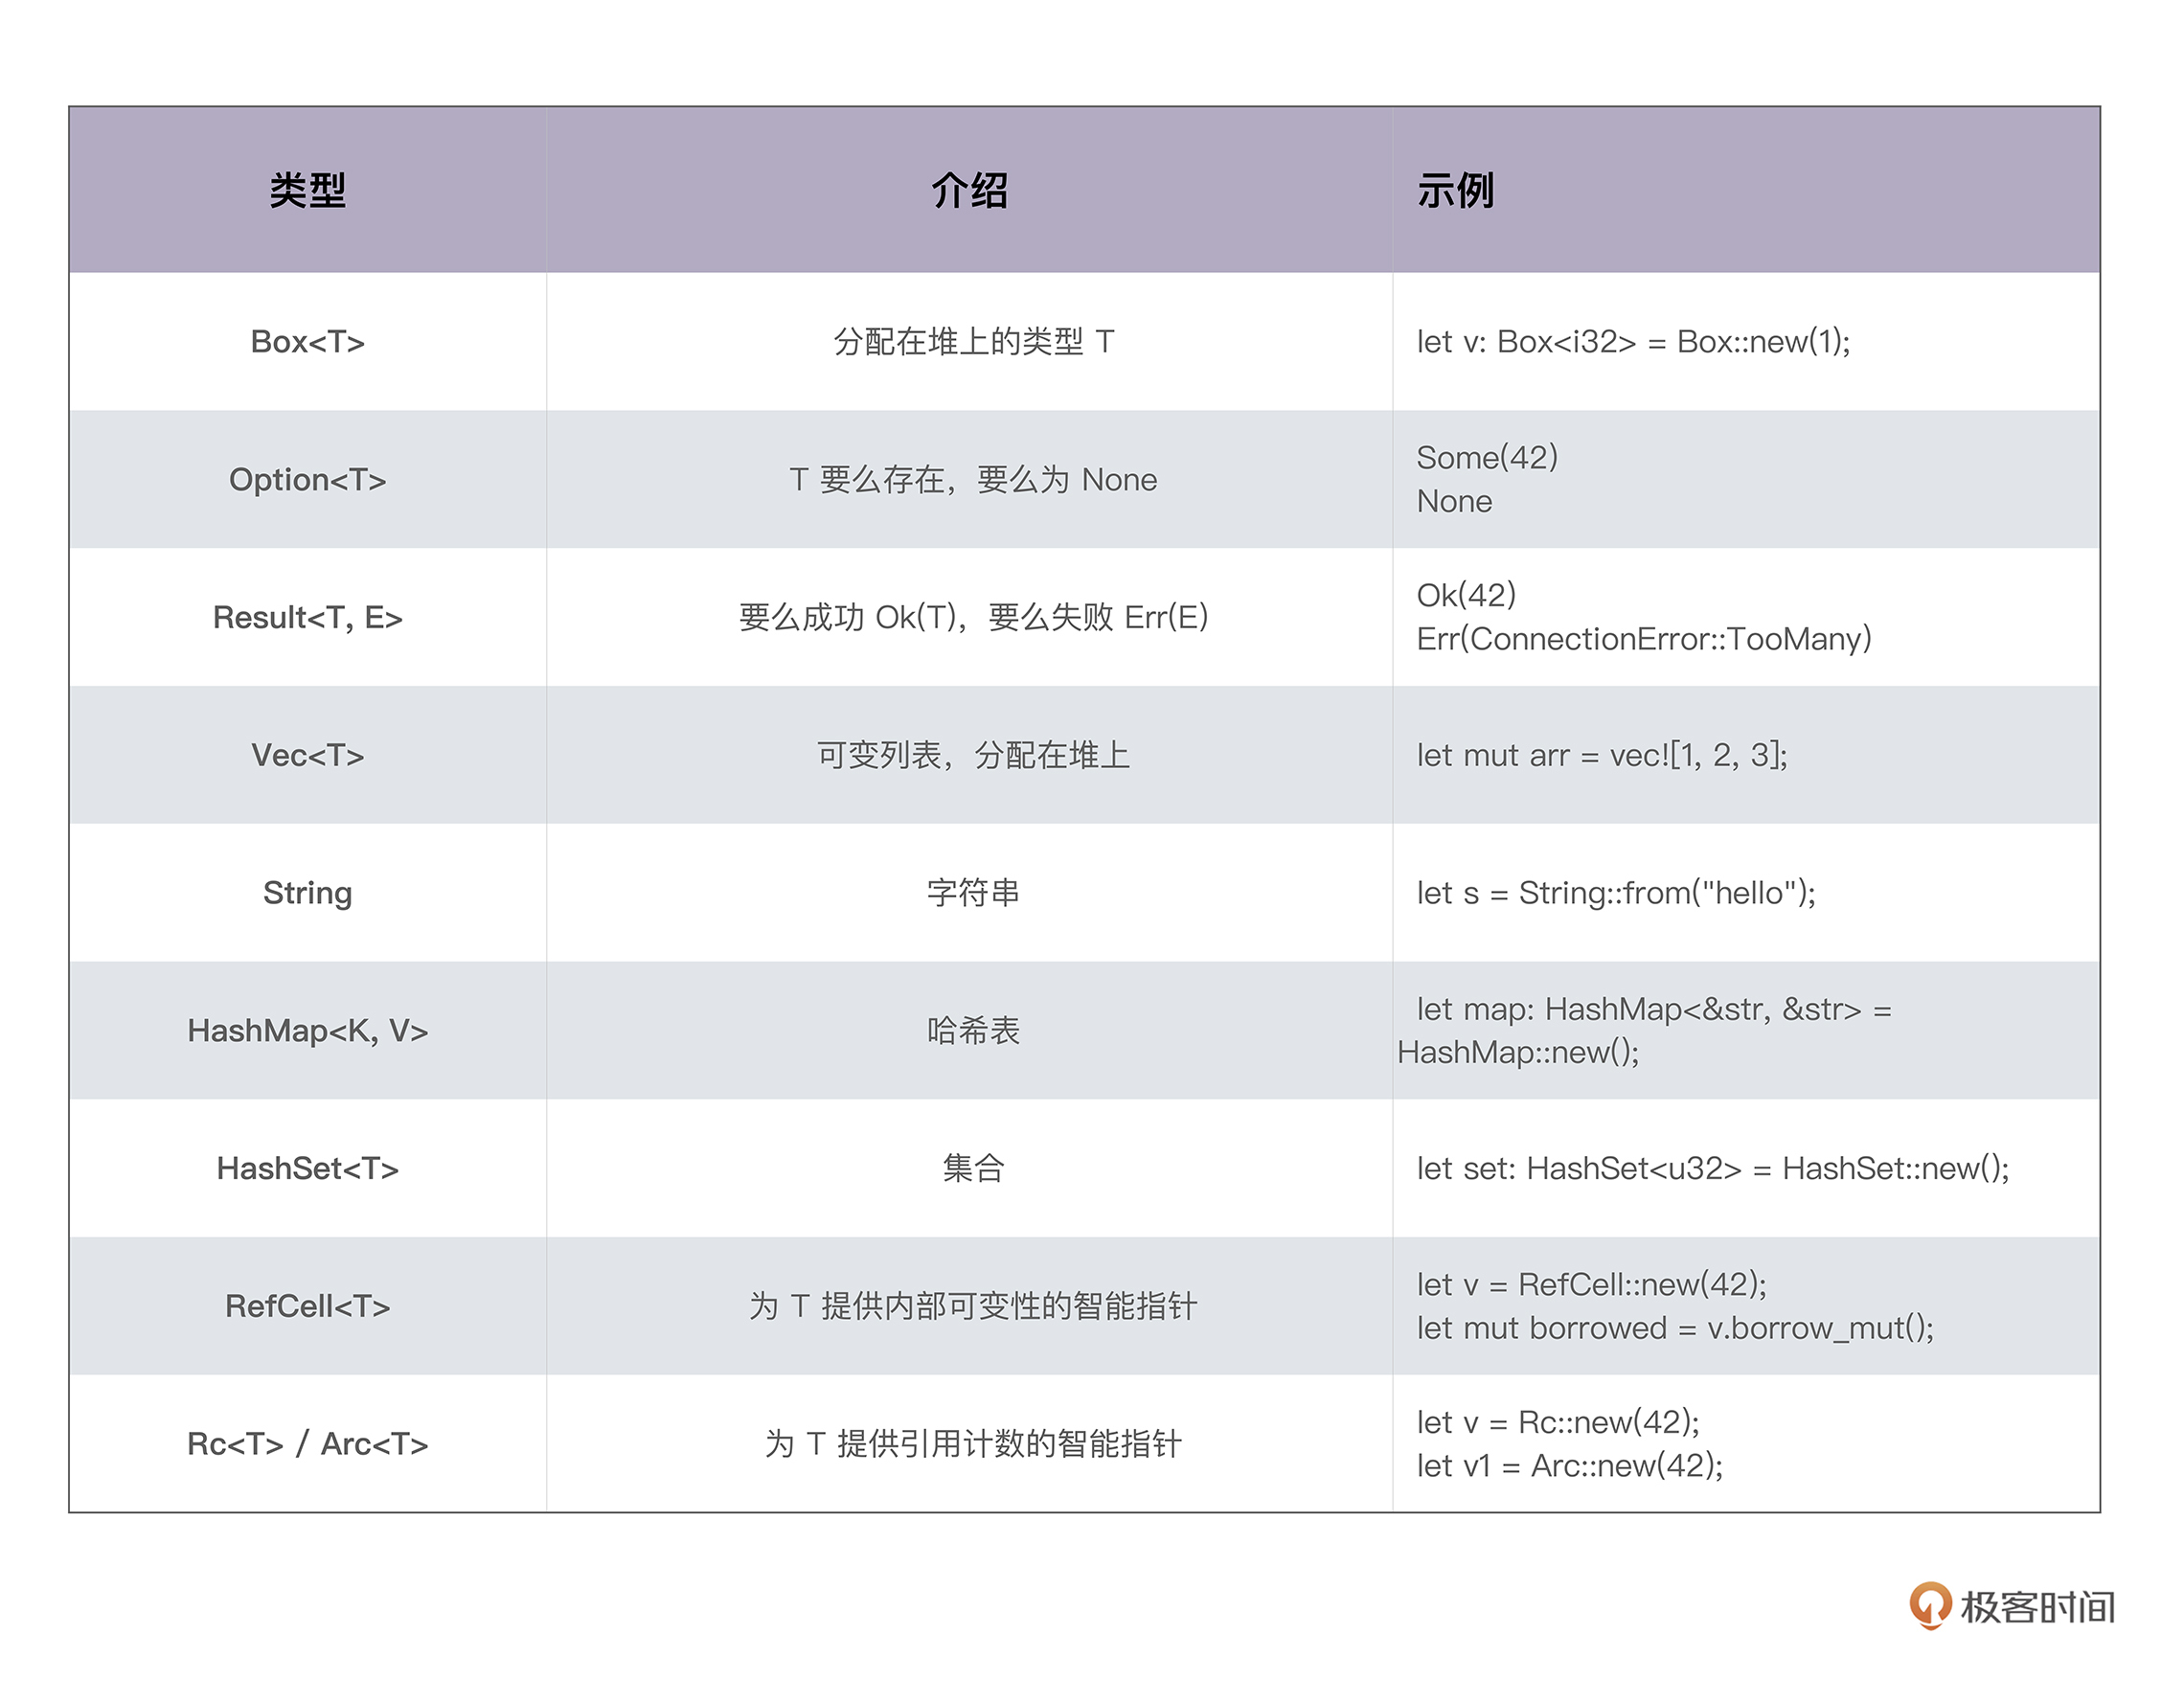 类型 介绍 示例
Box<T> 分配在堆上的类型 T let v: Box<i32> = Box::new(1);
Option<T> T 要么存在，要么为 None Some(42)
None
Result<T, E> 要么成功 Ok(T)，要么失败 Err(E) Ok(42)
Err(ConnectionError::TooMany)
Vec<T> 可变列表，分配在堆上 let mut arr = vec![1, 2, 3];
String 字符串 let s = String::from("hello");
HashMap<K, V> 哈希表 let map: HashMap<&str, &str> =
HashMap::new();
HashSet<T> 集合 let set: HashSet<u32> = HashSet::new();
RefCell<T> 为 T 提供内部可变性的智能指针 let v = RefCell::new(42);
let mut borrowed = v.borrow_mut();
Rc<T> / Arc<T> 为 T 提供引用计数的智能指针 let v = Rc::new(42);
let v1 = Arc::new(42);
极客时间